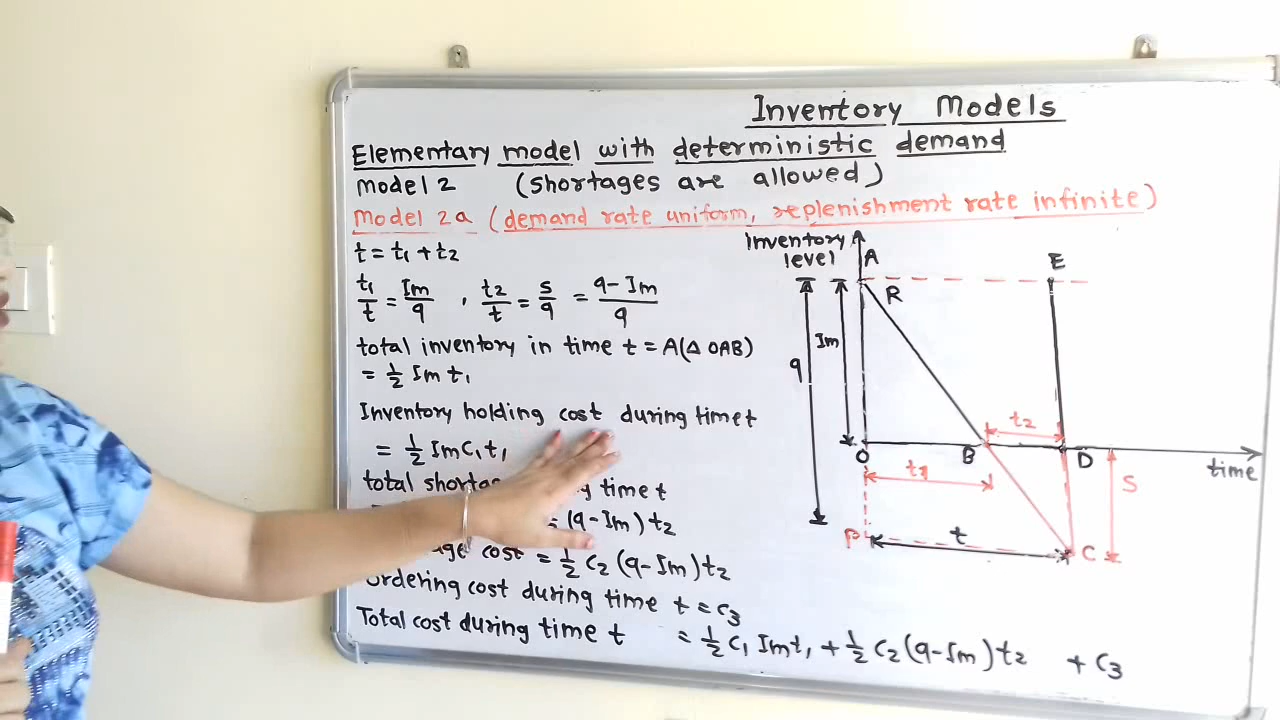 Inventory Models
Elementary model with deterministic demand
Model 2 (shortages are allowed)
Model 2a (demand rate uniform, replenishment rate infinite)
t = t₁ + t₂
t₁/t = Im/q , t₂/t = s/q = (q - Im)/q
total inventory in time t = A(Δ OAB)
= ½ Im t₁
Inventory holding cost during time t
= ½ Im C₁ t₁
total t
= (q - Im) t₂
cost = ½ C₂ (q - Im) t₂
Ordering cost during time t = C₃
Total cost during time t = ½ C₁ Im t₁ + ½ C₂ (q - Im) t₂ + C₃
Inventory
level
A
E
R
Im
q
t₂
O
B
D
time
t₁
S
P
t
C